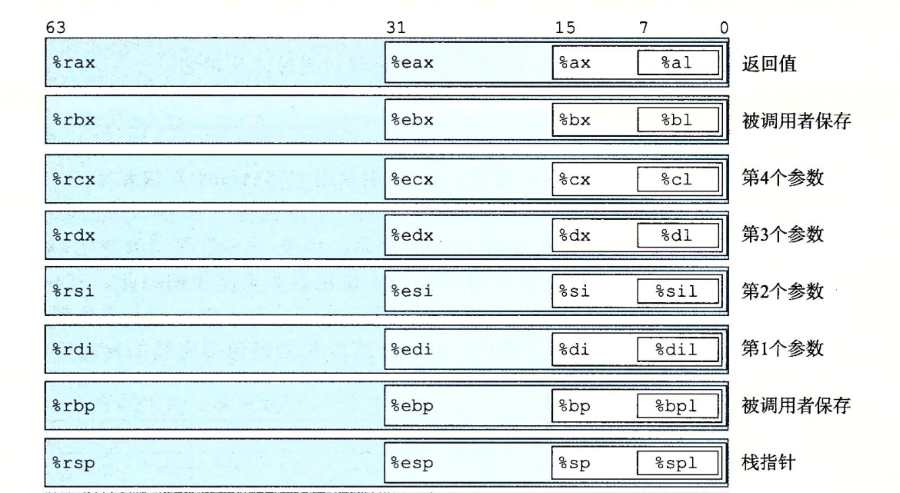 63 31 15 7 0
%rax %eax %ax %al 返回值
%rbx %ebx %bx %bl 被调用者保存
%rcx %ecx %cx %cl 第4个参数
%rdx %edx %dx %dl 第3个参数
%rsi %esi %si %sil 第2个参数
%rdi %edi %di %dil 第1个参数
%rbp %ebp %bp %bpl 被调用者保存
%rsp %esp %sp %spl 栈指针